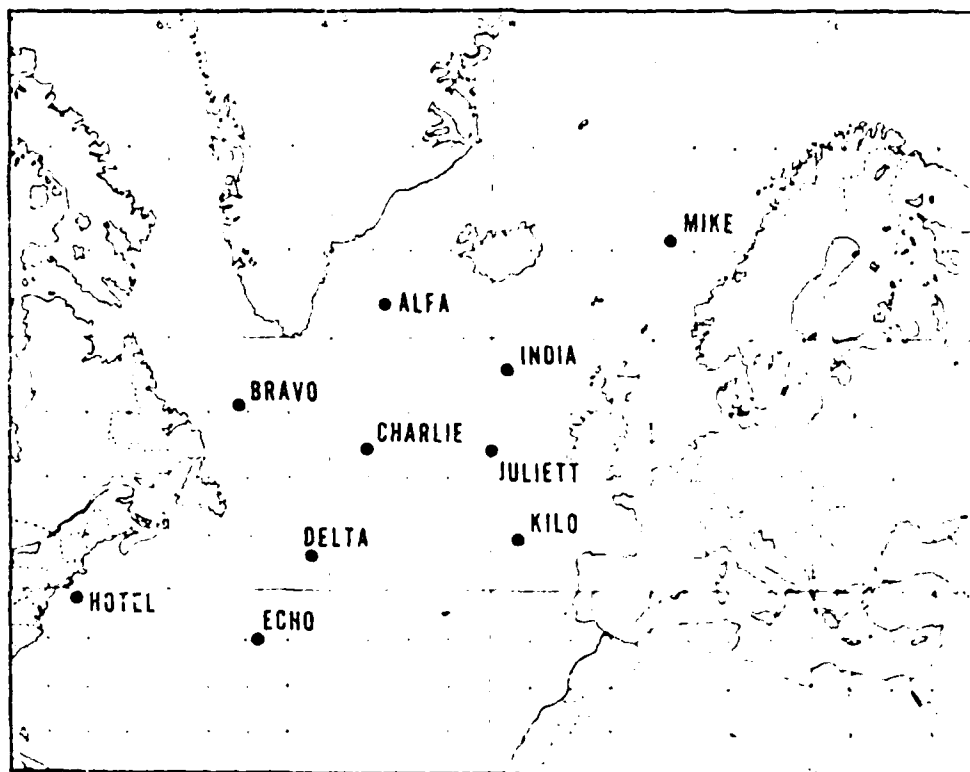 MIKE
ALFA
INDIA
BRAVO
CHARLIE
JULIETT
KILO
DELTA
HOTEL
ECHO